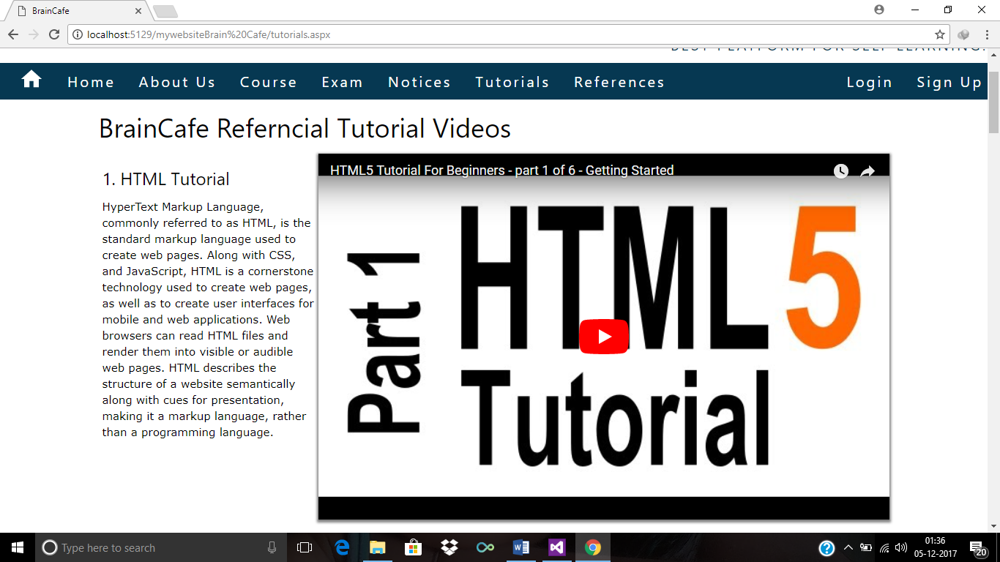 BrainCafe
localhost:5129/mywebsiteBrain%20Cafe/tutorials.aspx
BEST PLATFORM FOR SELF LEARNING.
Home About Us Course Exam Notices Tutorials References Login Sign Up
BrainCafe Referncial Tutorial Videos
1. HTML Tutorial
HyperText Markup Language,
commonly referred to as HTML, is the
standard markup language used to
create web pages. Along with CSS,
and JavaScript, HTML is a cornerstone
technology used to create web pages,
as well as to create user interfaces for
mobile and web applications. Web
browsers can read HTML files and
render them into visible or audible
web pages. HTML describes the
structure of a website semantically
along with cues for presentation,
making it a markup language, rather
than a programming language.
HTML5 Tutorial For Beginners - part 1 of 6 - Getting Started
Part 1
HTML 5
Tutorial
Type here to search
01:36
05-12-2017
20